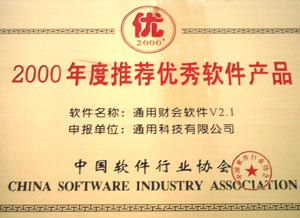 优
2000
2000年度推荐优秀软件产品
软件名称：通用财会软件V2.1
申报单位：通用科技有限公司
中国软件行业协会
CHINA SOFTWARE INDUSTRY ASSOCIATION